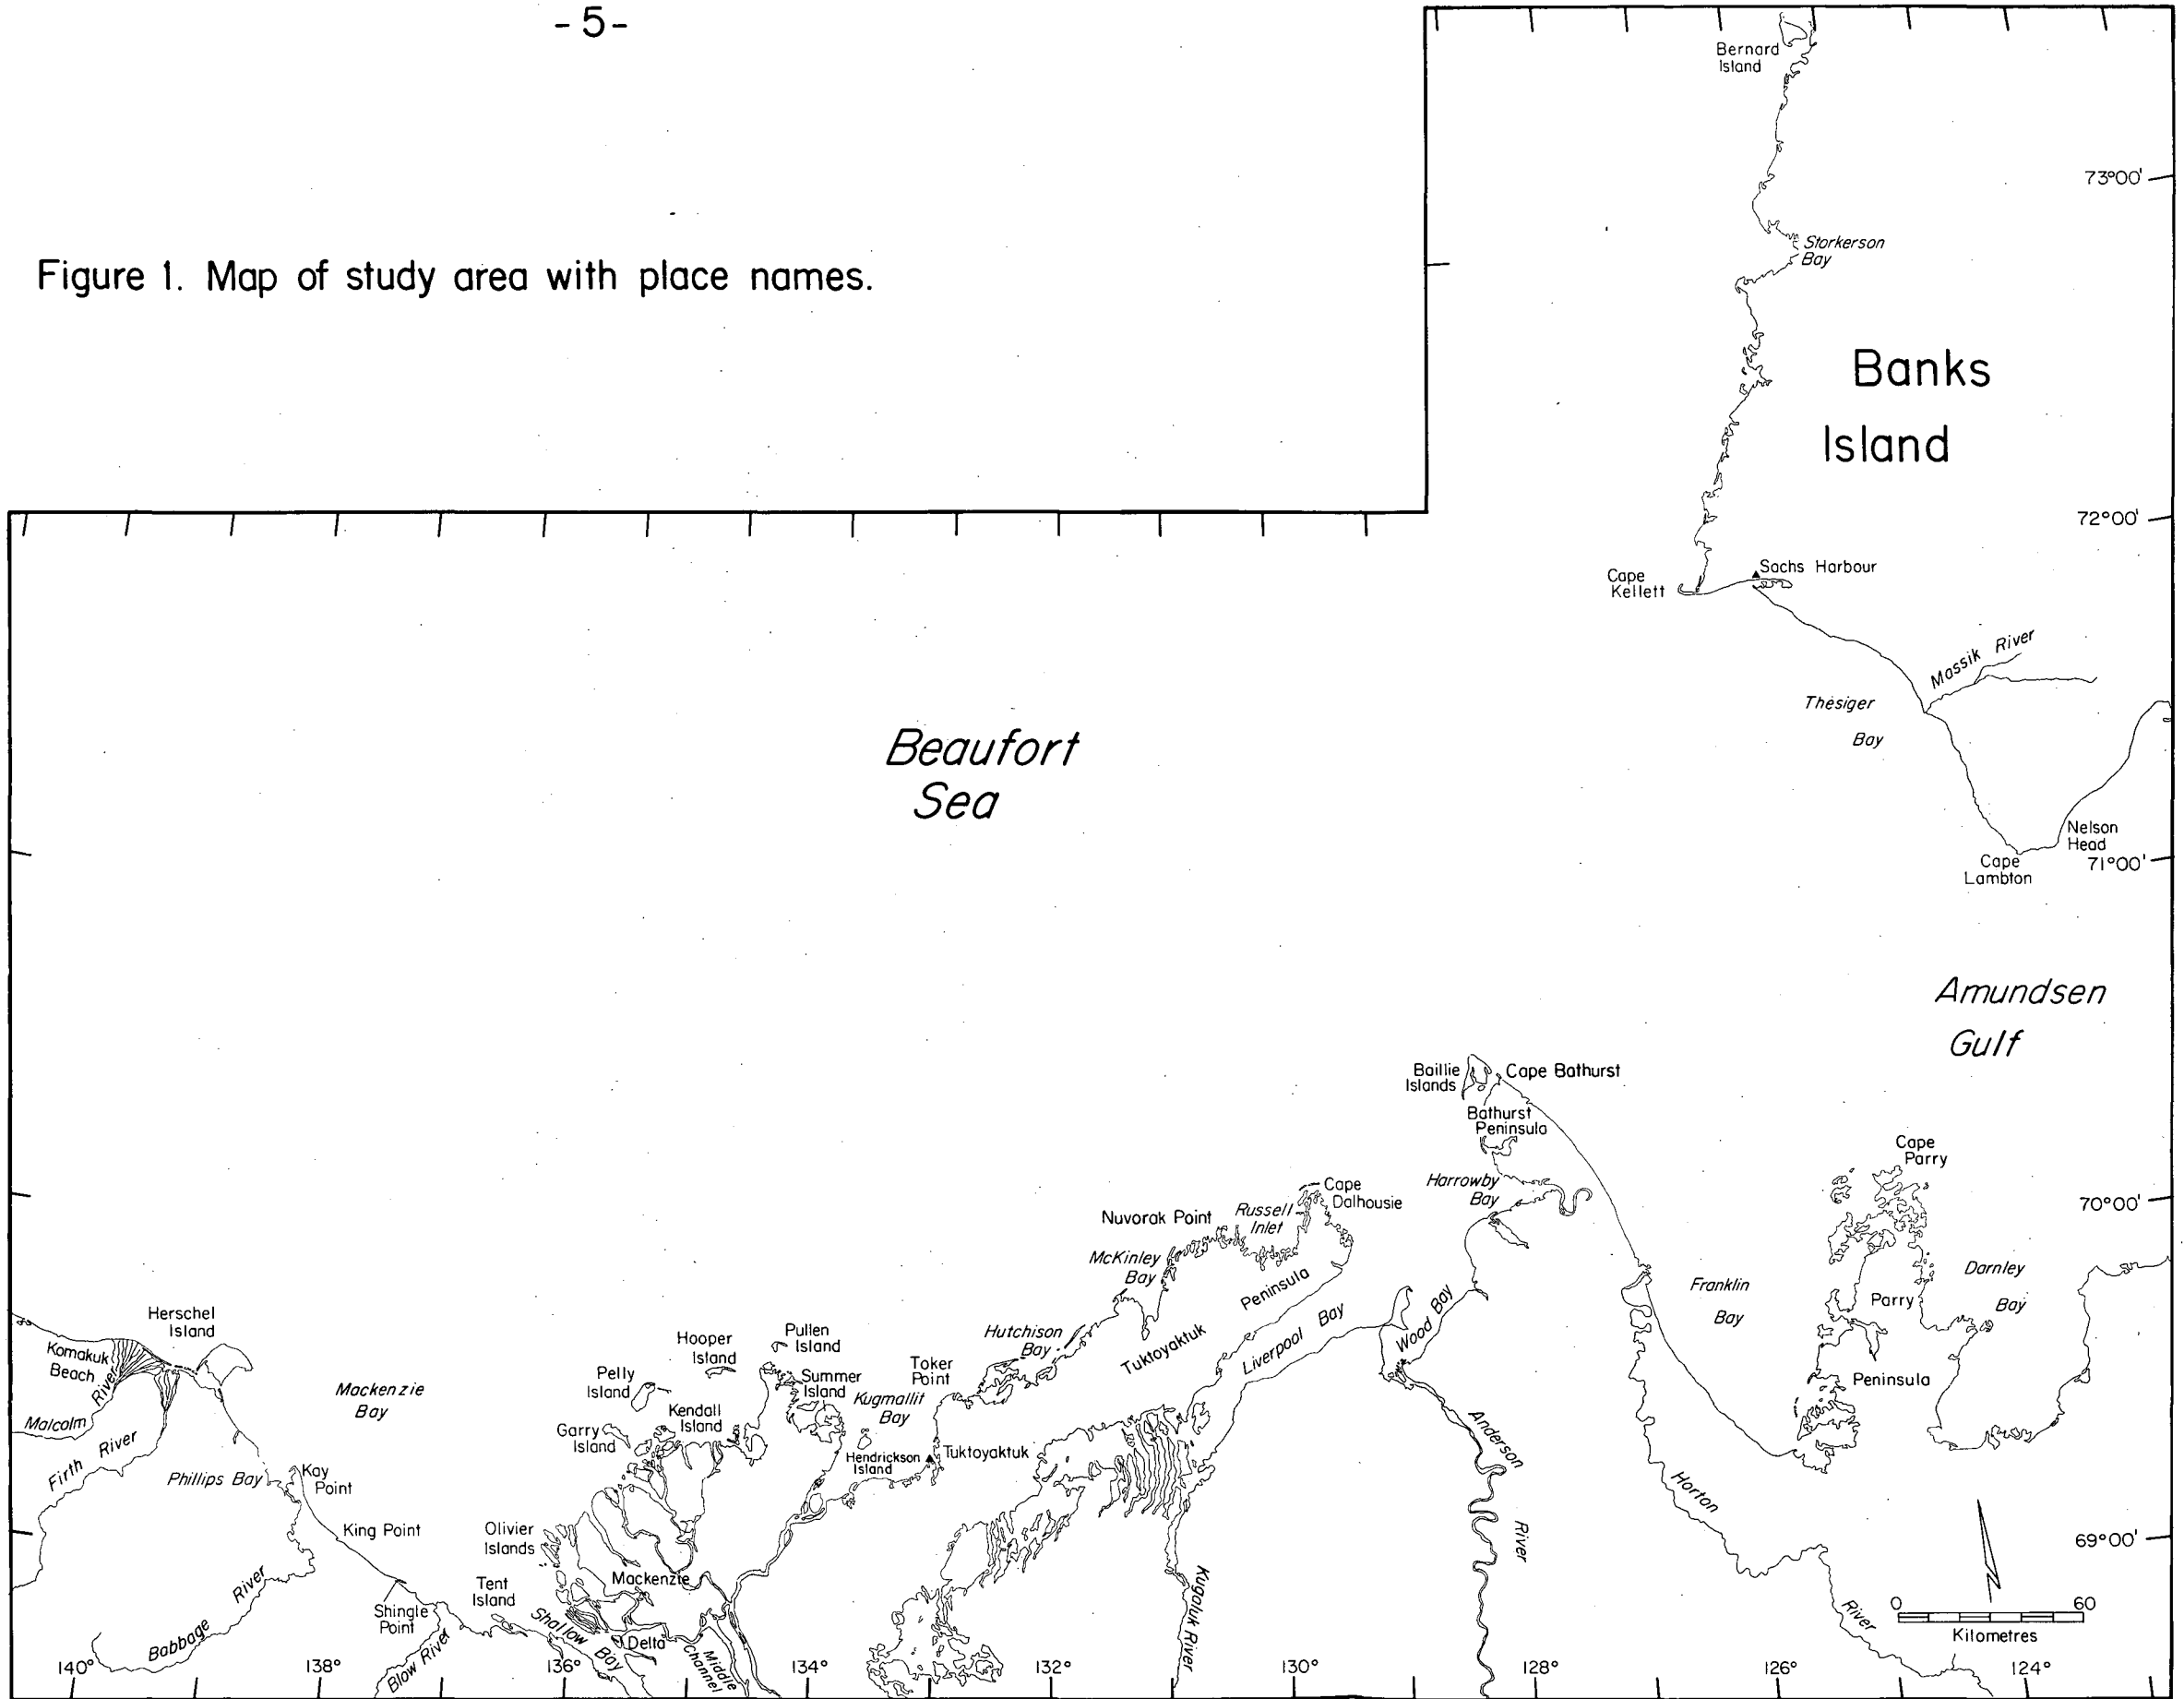 -5-
Figure 1. Map of study area with place names.
Bernard
Island
73°00'
Storkerson
Bay
Banks
Island
72°00'
Sachs Harbour
Cape
Kellett
Massik River
Thesiger
Bay
Beaufort
Sea
Nelson
Head
71°00'
Cape
Lambton
Amundsen
Gulf
Baillie
Islands
Cape Bathurst
Bathurst
Peninsula
Cape
Parry
Harrowby
Bay
Cape
Dalhousie
70°00'
Nuvorak Point
Russell
Inlet
McKinley
Bay
Peninsula
Tuktoyaktuk
Liverpool Bay
Wood Bay
Franklin
Bay
Darnley
Bay
Parry
Peninsula
Herschel
Island
Komakuk
Beach
Malcolm River
Firth River
Mackenzie
Bay
Phillips Bay
Kay
Point
King Point
Hooper
Island
Pullen
Island
Pelly
Island
Summer
Island
Garry
Island
Kendall
Island
Kugmallit
Bay
Toker
Point
Hutchison
Bay
Hendrickson
Island
Tuktoyaktuk
Anderson
River
Horton
River
69°00'
Olivier
Islands
Tent
Island
Mackenzie
Delta
Shallow Bay
Middle
Channel
Shingle
Point
Babbage River
Blow River
Kugaluk River
0 60
Kilometres
140° 138° 136° 134° 132° 130° 128° 126° 124°